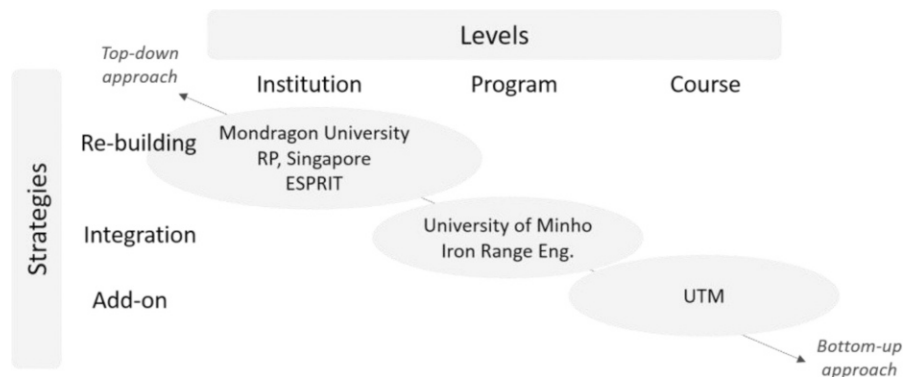 Levels
Top-down
approach
Institution
Program
Course
Strategies
Re-building
Mondragon University
RP, Singapore
ESPRIT
Integration
University of Minho
Iron Range Eng.
Add-on
UTM
Bottom-up
approach